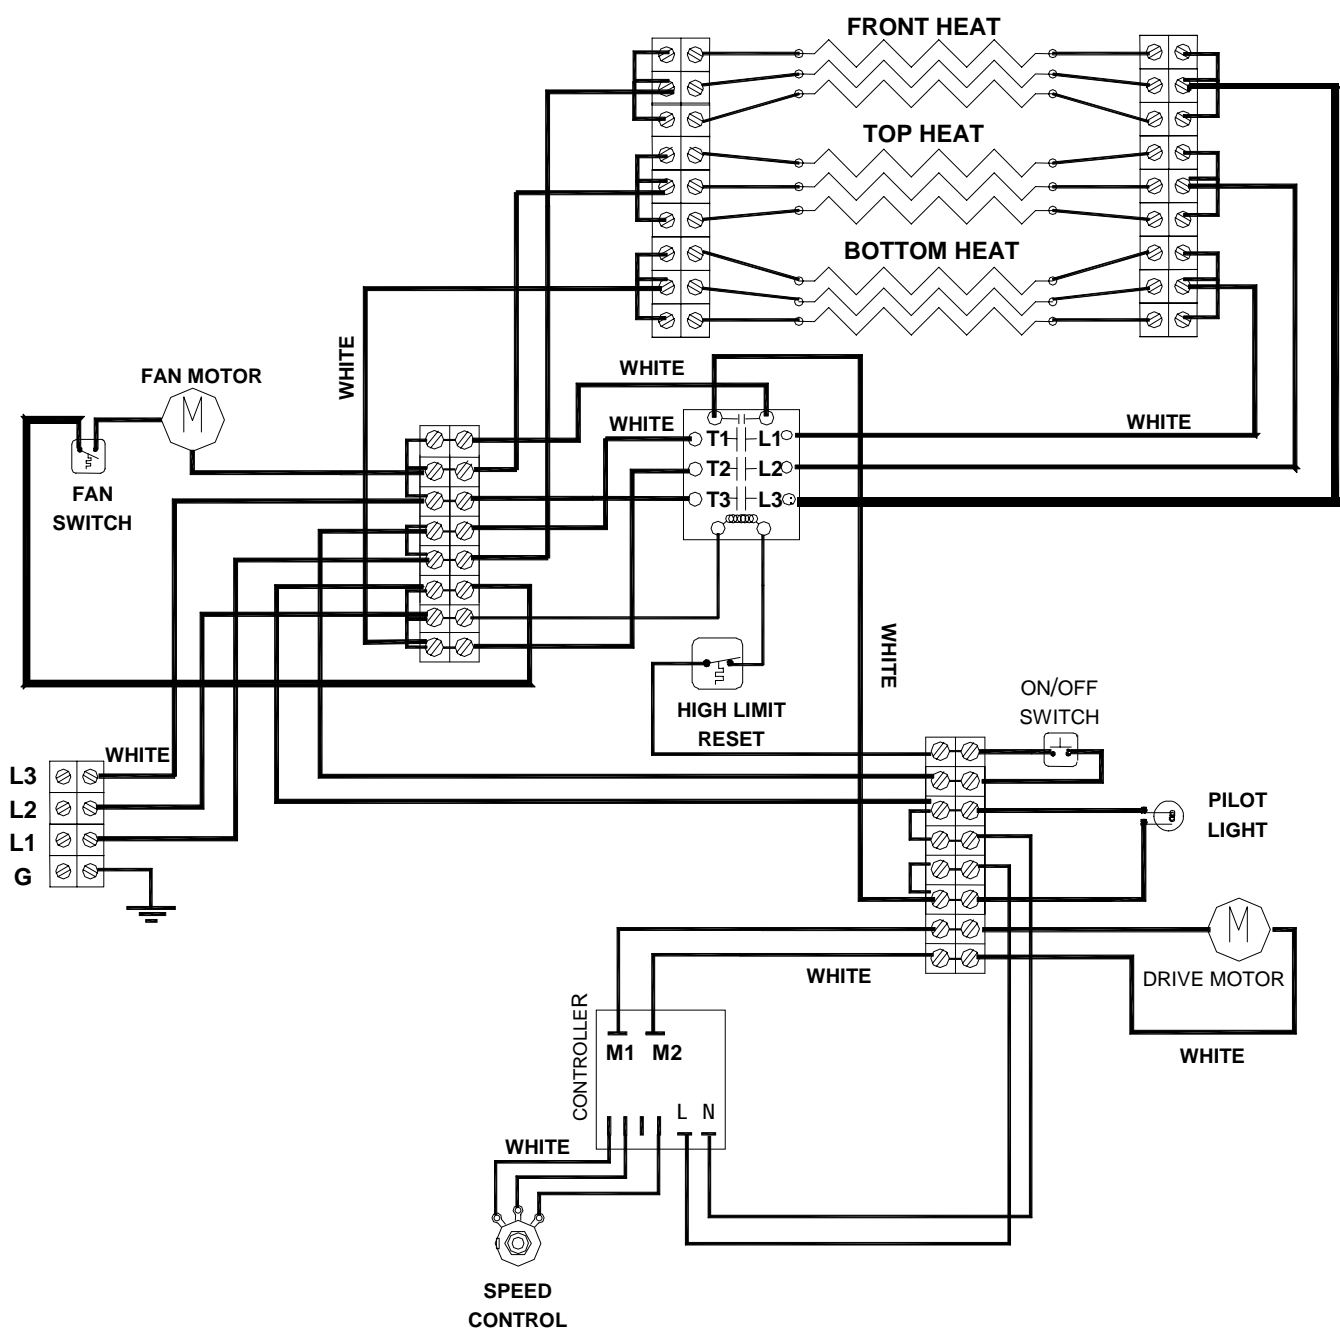 FRONT HEAT
TOP HEAT
BOTTOM HEAT
WHITE
FAN MOTOR
M
FAN
SWITCH
WHITE
WHITE
T1 L1
T2 L2
T3 L3
WHITE
WHITE
HIGH LIMIT
RESET
ON/OFF
SWITCH
WHITE
L3
L2
L1
G
PILOT
LIGHT
M
DRIVE MOTOR
WHITE
WHITE
CONTROLLER
M1 M2
L N
WHITE
SPEED
CONTROL